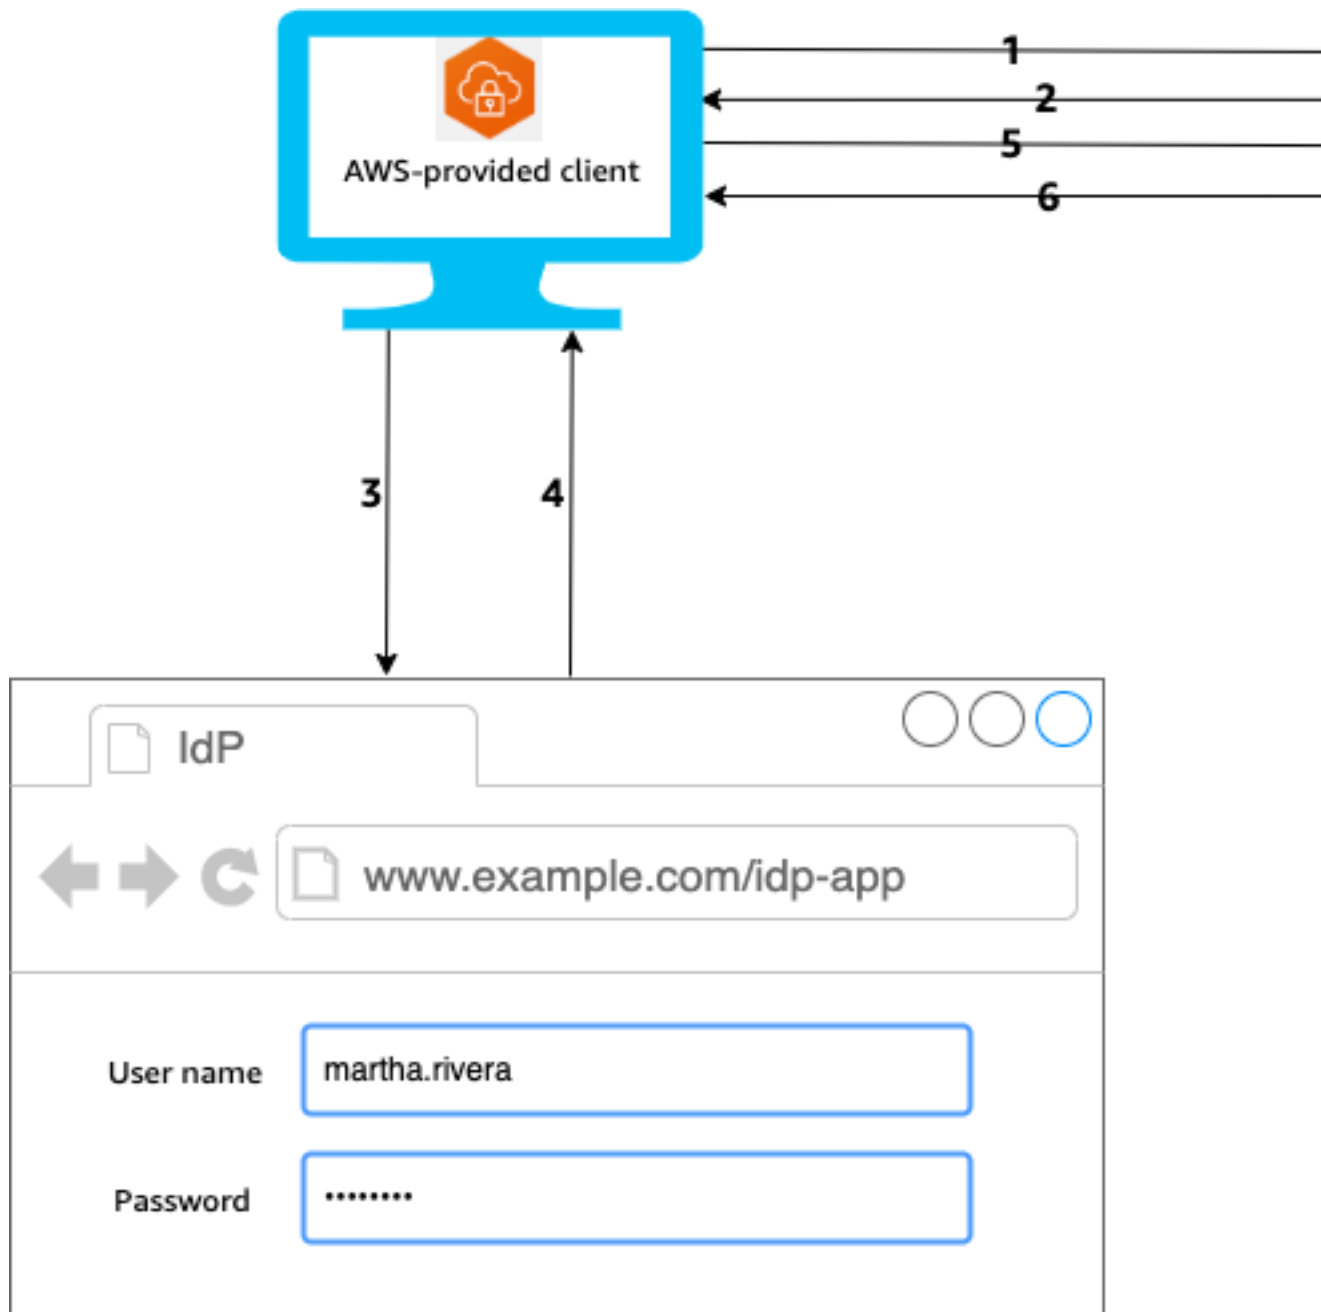 1
2
AWS-provided client
5
6
3
4
IdP
www.example.com/idp-app
User name
martha.rivera
Password
••••••••